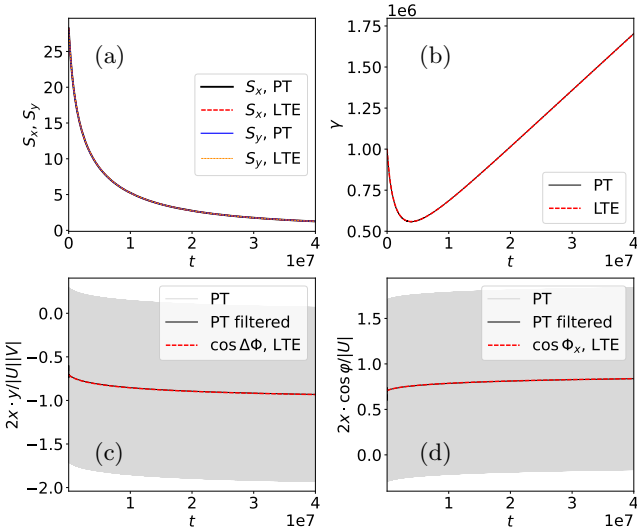 (a)
S_x, S_y
25
20
15
10
5
0
S_x, PT
S_x, LTE
S_y, PT
S_y, LTE
0 1 2 3 4
t
1e7
1e6
(b)
γ
1.75
1.50
1.25
1.00
0.75
0.50
PT
LTE
0 1 2 3 4
t
1e7
(c)
2x · y/|U||V|
0.0
−0.5
−1.0
−1.5
−2.0
PT
PT filtered
cos ΔΦ, LTE
0 1 2 3 4
t
1e7
(d)
2x · cos φ/|U|
1.5
1.0
0.5
0.0
PT
PT filtered
cos Φ_x, LTE
0 1 2 3 4
t
1e7